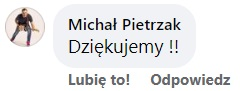 Michał Pietrzak
Dziękujemy !!
Lubię to! Odpowiedz